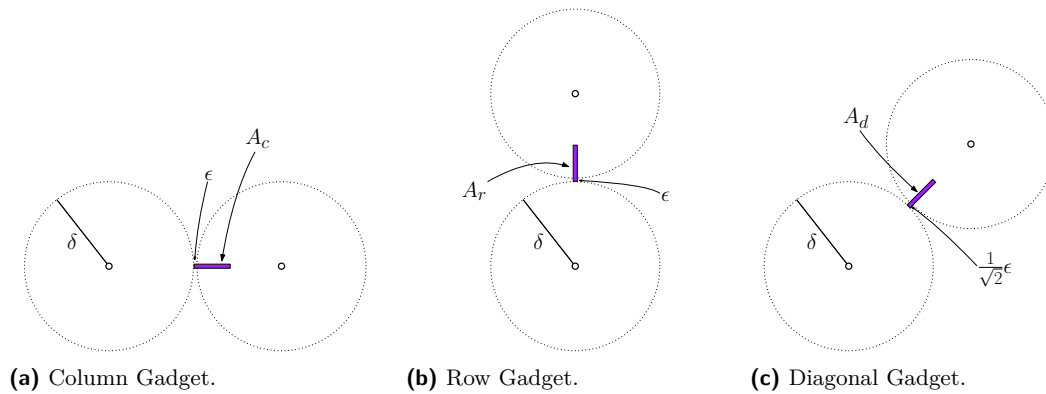 A_c
ϵ
δ
(a) Column Gadget.
A_r
ϵ
δ
(b) Row Gadget.
A_d
δ
1/√2 ϵ
(c) Diagonal Gadget.